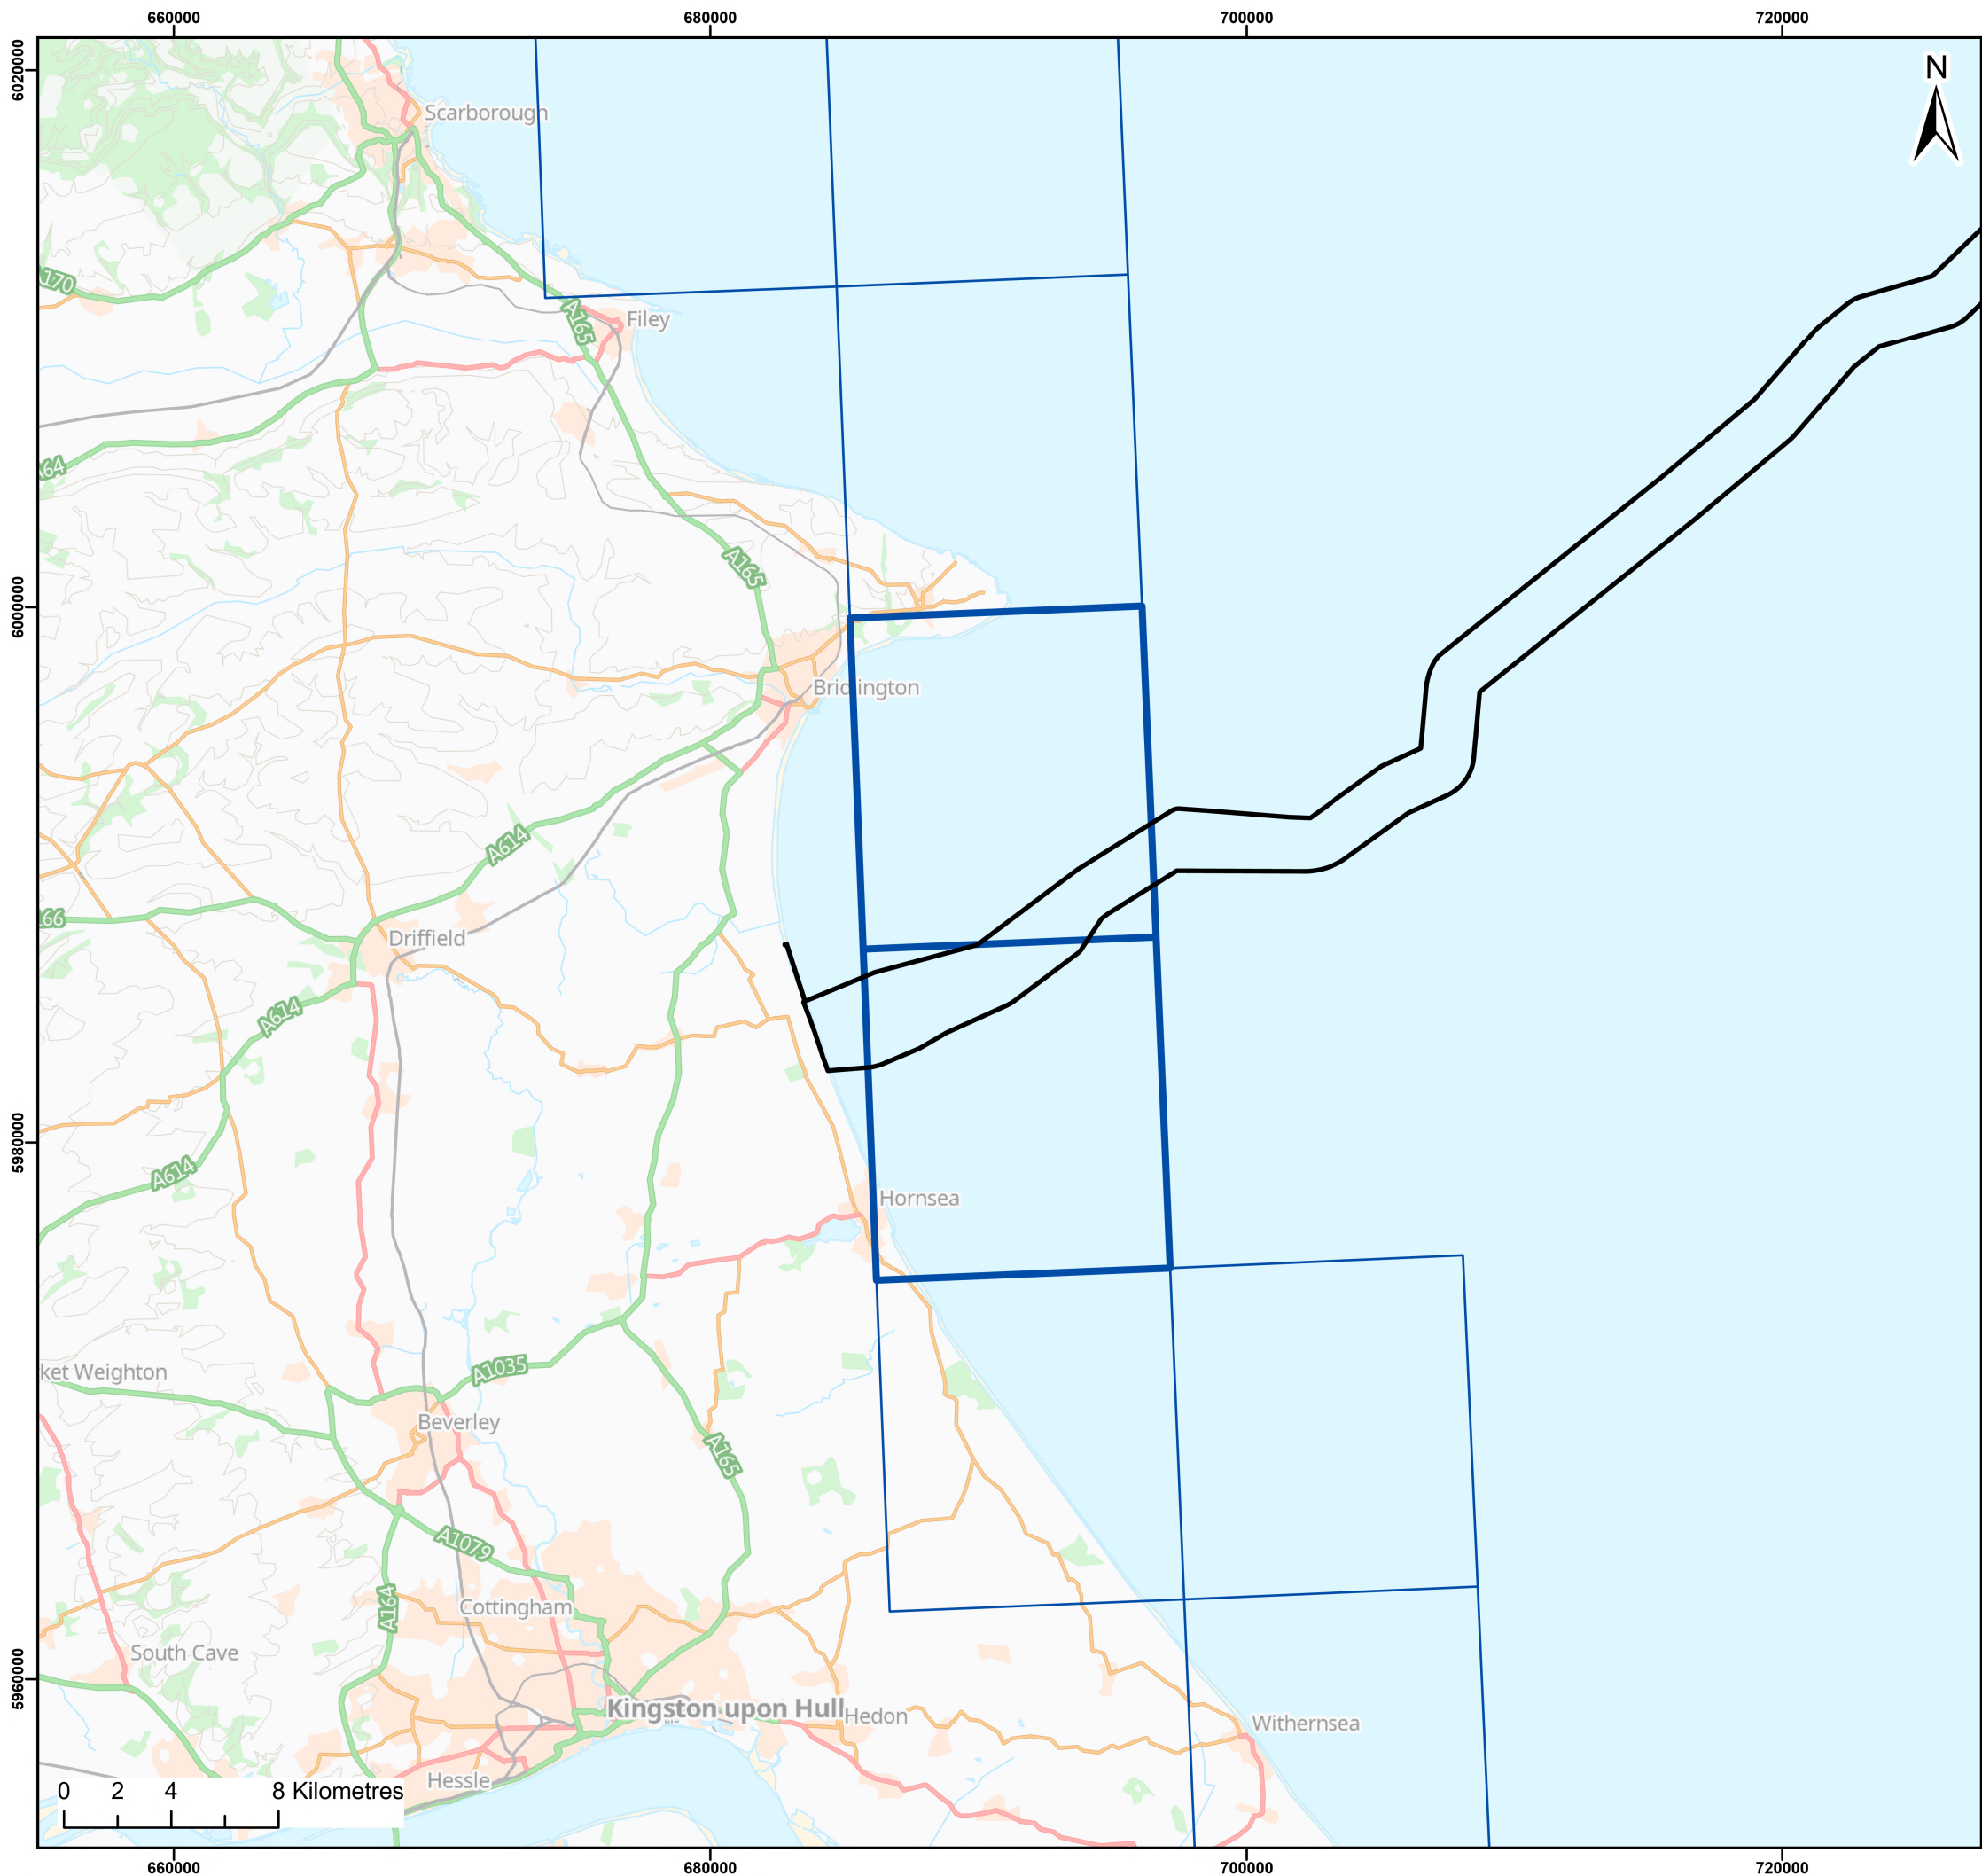 660000 680000 700000 720000
6020000
N
Scarborough
170
Filey
A165
64
6000000
A165
Bridlington
A614
66
Driffield
A614
5980000
A614
Hornsea
ket Weighton
A1035
Beverley
A165
A1079
A164
Cottingham
South Cave
5960000
Kingston upon Hull
Hedon
Withernsea
Hessle
0 2 4 8 Kilometres
660000 680000 700000 720000